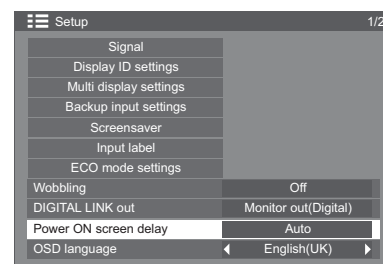 Setup 1/2
Signal
Display ID settings
Multi display settings
Backup input settings
Screensaver
Input label
ECO mode settings
Wobbling Off
DIGITAL LINK out Monitor out(Digital)
Power ON screen delay Auto
OSD language English(UK)